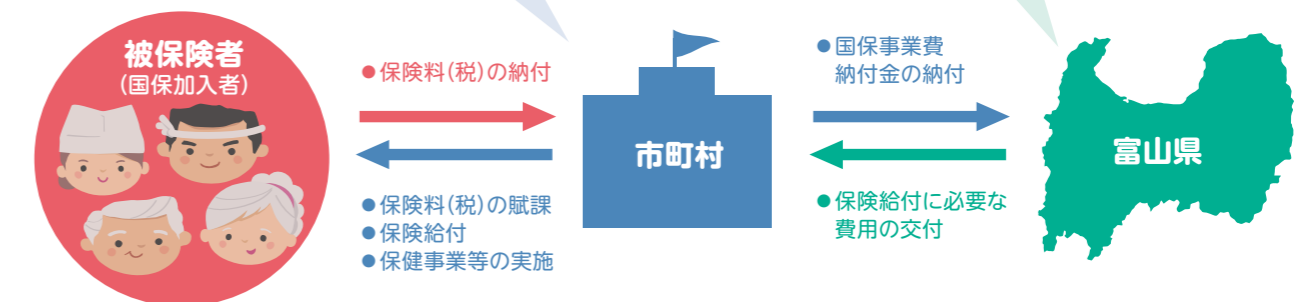 被保険者
(国保加入者)
●保険料(税)の納付
●保険料(税)の賦課
●保険給付
●保健事業等の実施
市町村
●国保事業費
納付金の納付
●保険給付に必要な
費用の交付
富山県